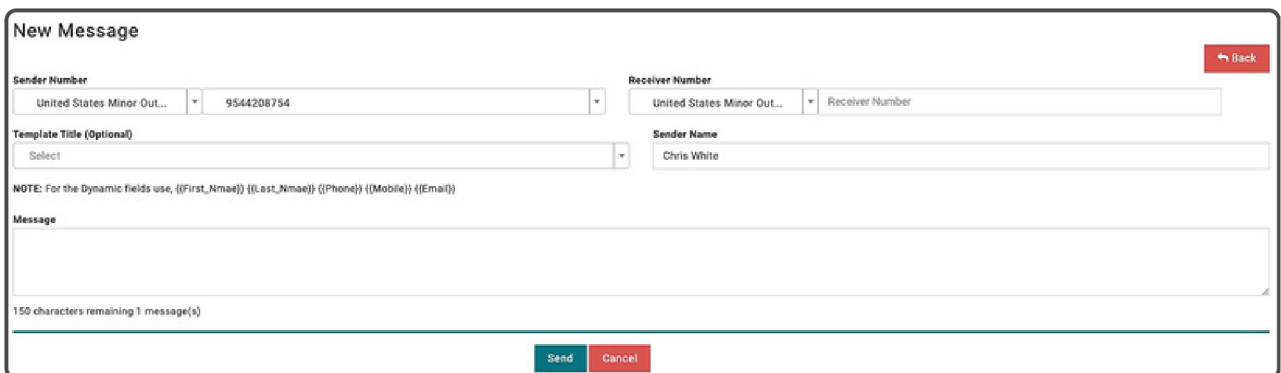 New Message
Back
Sender Number
United States Minor Out... 9544208754
Receiver Number
United States Minor Out... Receiver Number
Template Title (Optional)
Select
Sender Name
Chris White
NOTE: For the Dynamic fields use, {{First_Nmae}} {{Last_Nmae}} {{Phone}} {{Mobile}} {{Email}}
Message
150 characters remaining 1 message(s)
Send Cancel